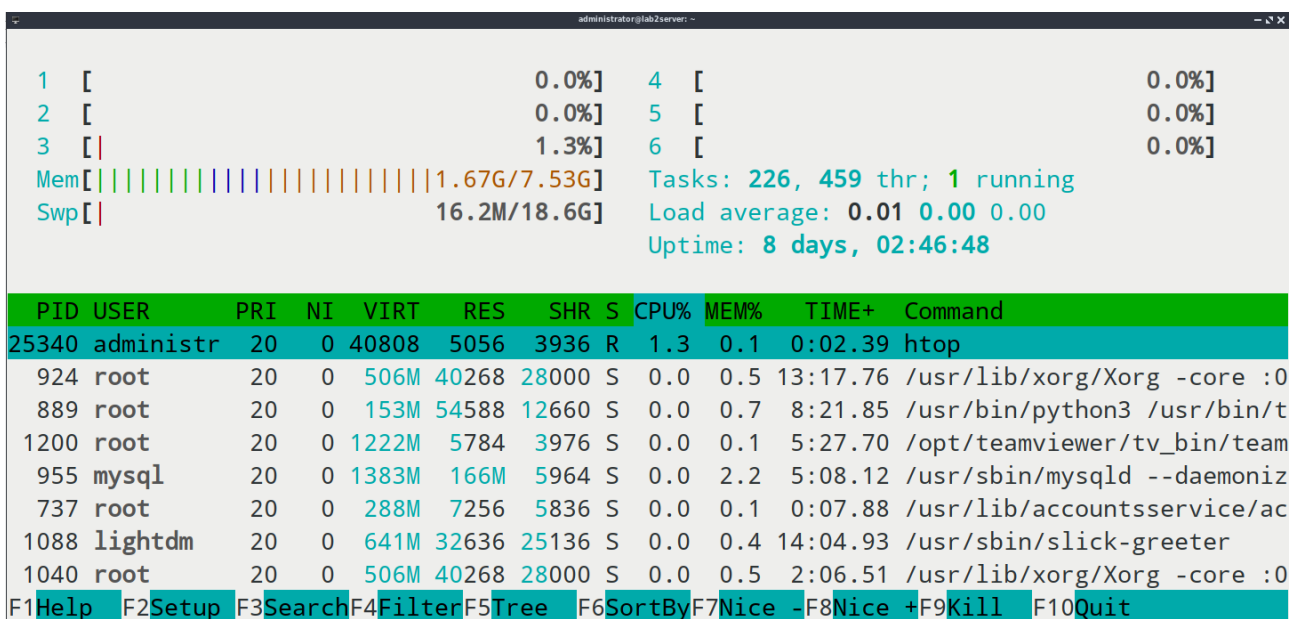 administrator@lab2server: ~
1 [ 0.0%] 4 [ 0.0%]
2 [ 0.0%] 5 [ 0.0%]
3 [| 1.3%] 6 [ 0.0%]
Mem[||||||||||||||||||||||||||1.67G/7.53G] Tasks: 226, 459 thr; 1 running
Swp[| 16.2M/18.6G] Load average: 0.01 0.00 0.00
Uptime: 8 days, 02:46:48
PID USER PRI NI VIRT RES SHR S CPU% MEM% TIME+ Command
25340 administr 20 0 40808 5056 3936 R 1.3 0.1 0:02.39 htop
924 root 20 0 506M 40268 28000 S 0.0 0.5 13:17.76 /usr/lib/xorg/Xorg -core :0
889 root 20 0 153M 54588 12660 S 0.0 0.7 8:21.85 /usr/bin/python3 /usr/bin/t
1200 root 20 0 1222M 5784 3976 S 0.0 0.1 5:27.70 /opt/teamviewer/tv_bin/team
955 mysql 20 0 1383M 166M 5964 S 0.0 2.2 5:08.12 /usr/sbin/mysqld --daemoniz
737 root 20 0 288M 7256 5836 S 0.0 0.1 0:07.88 /usr/lib/accountsservice/ac
1088 lightdm 20 0 641M 32636 25136 S 0.0 0.4 14:04.93 /usr/sbin/slick-greeter
1040 root 20 0 506M 40268 28000 S 0.0 0.5 2:06.51 /usr/lib/xorg/Xorg -core :0
F1Help F2Setup F3SearchF4FilterF5Tree F6SortByF7Nice -F8Nice +F9Kill F10Quit